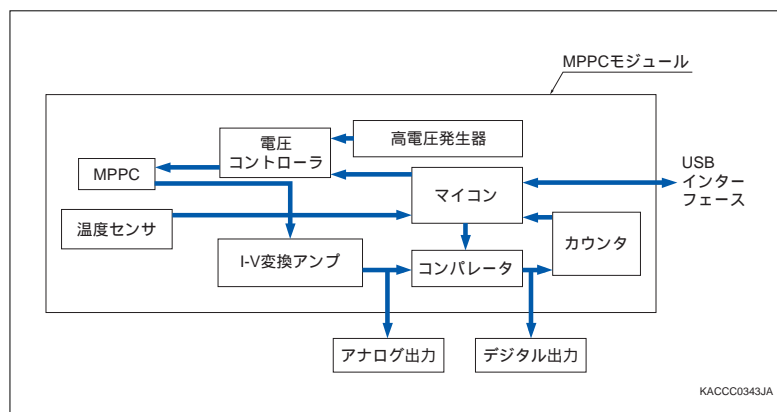 MPPCモジュール
高電圧発生器
電圧
コントローラ
MPPC
マイコン
USB
インター
フェース
温度センサ
カウンタ
I-V変換アンプ
コンパレータ
アナログ出力
デジタル出力
KACCC0343JA